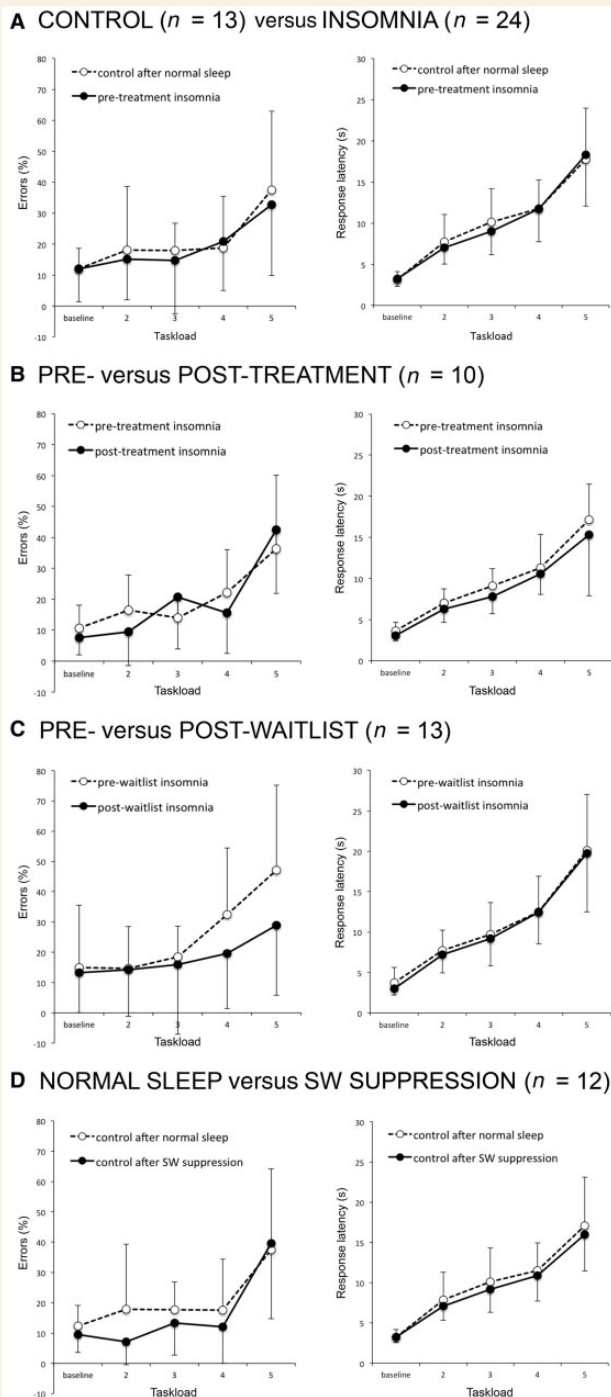 A CONTROL (n = 13) versus INSOMNIA (n = 24)
80
70
60
50
40
30
20
10
0
-10
Errors (%)
control after normal sleep
pre-treatment insomnia
baseline 2 3 4 5
Taskload
30
25
20
15
10
5
0
Response latency (s)
control after normal sleep
pre-treatment insomnia
baseline 2 3 4 5
Taskload
B PRE- versus POST-TREATMENT (n = 10)
80
70
60
50
40
30
20
10
0
-10
Errors (%)
pre-treatment insomnia
post-treatment insomnia
baseline 2 3 4 5
Taskload
30
25
20
15
10
5
0
Response latency (s)
pre-treatment insomnia
post-treatment insomnia
baseline 2 3 4 5
Taskload
C PRE- versus POST-WAITLIST (n = 13)
80
70
60
50
40
30
20
10
0
-10
Errors (%)
pre-waitlist insomnia
post-waitlist insomnia
baseline 2 3 4 5
Taskload
30
25
20
15
10
5
0
Response latency (s)
pre-waitlist insomnia
post-waitlist insomnia
baseline 2 3 4 5
Taskload
D NORMAL SLEEP versus SW SUPPRESSION (n = 12)
80
70
60
50
40
30
20
10
0
-10
Errors (%)
control after normal sleep
control after SW suppression
baseline 2 3 4 5
Taskload
30
25
20
15
10
5
0
Response latency (s)
control after normal sleep
control after SW suppression
baseline 2 3 4 5
Taskload